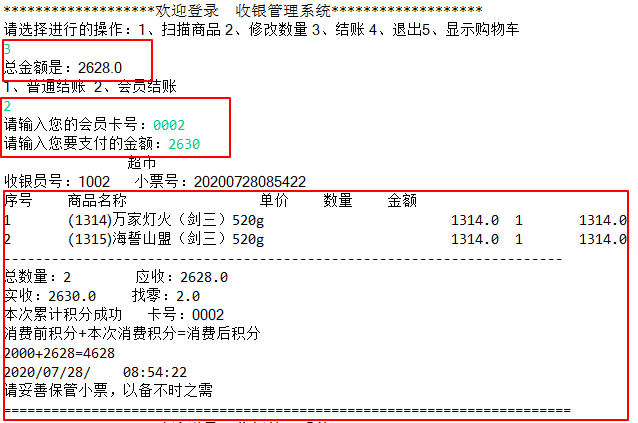 *******************欢迎登录 收银管理系统*******************
请选择进行的操作：1、扫描商品 2、修改数量 3、结账 4、退出5、显示购物车
3
总金额是：2628.0
1、普通结账 2、会员结账
2
请输入您的会员卡号：0002
请输入您要支付的金额：2630
超市
收银员号：1002 小票号：20200728085422
序号 商品名称 单价 数量 金额
1 (1314)万家灯火（剑三）520g 1314.0 1 1314.0
2 (1315)海誓山盟（剑三）520g 1314.0 1 1314.0
------------------------------------------------------------------------
总数量：2 应收：2628.0
实收：2630.0 找零：2.0
本次累计积分成功 卡号：0002
消费前积分+本次消费积分=消费后积分
2000+2628=4628
2020/07/28/ 08:54:22
请妥善保管小票，以备不时之需
========================================================================